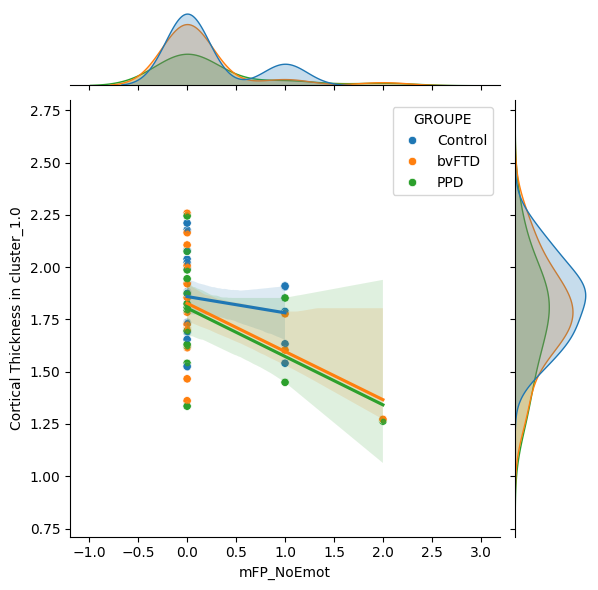 GROUPE
Control
bvFTD
PPD
Cortical Thickness in cluster_1.0
2.75
2.50
2.25
2.00
1.75
1.50
1.25
1.00
0.75
−1.0 −0.5 0.0 0.5 1.0 1.5 2.0 2.5 3.0
mFP_NoEmot